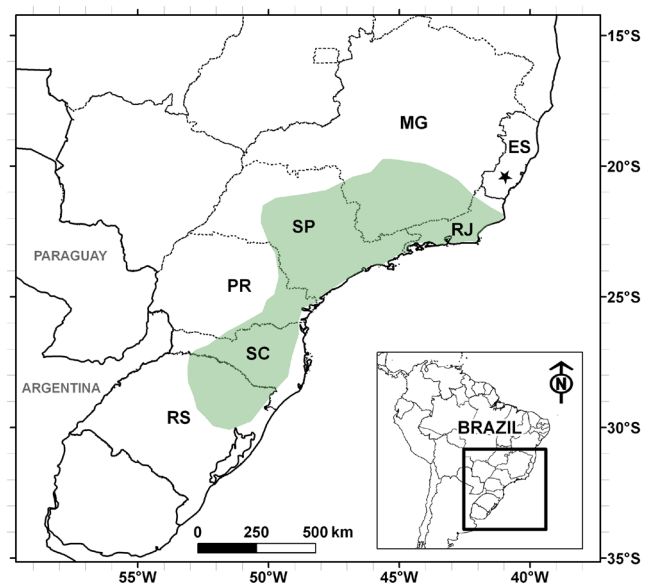 15°S
MG
ES
20°S
SP
RJ
PARAGUAY
PR
25°S
SC
ARGENTINA
RS
N
BRAZIL
30°S
0 250 500 km
35°S
55°W 50°W 45°W 40°W